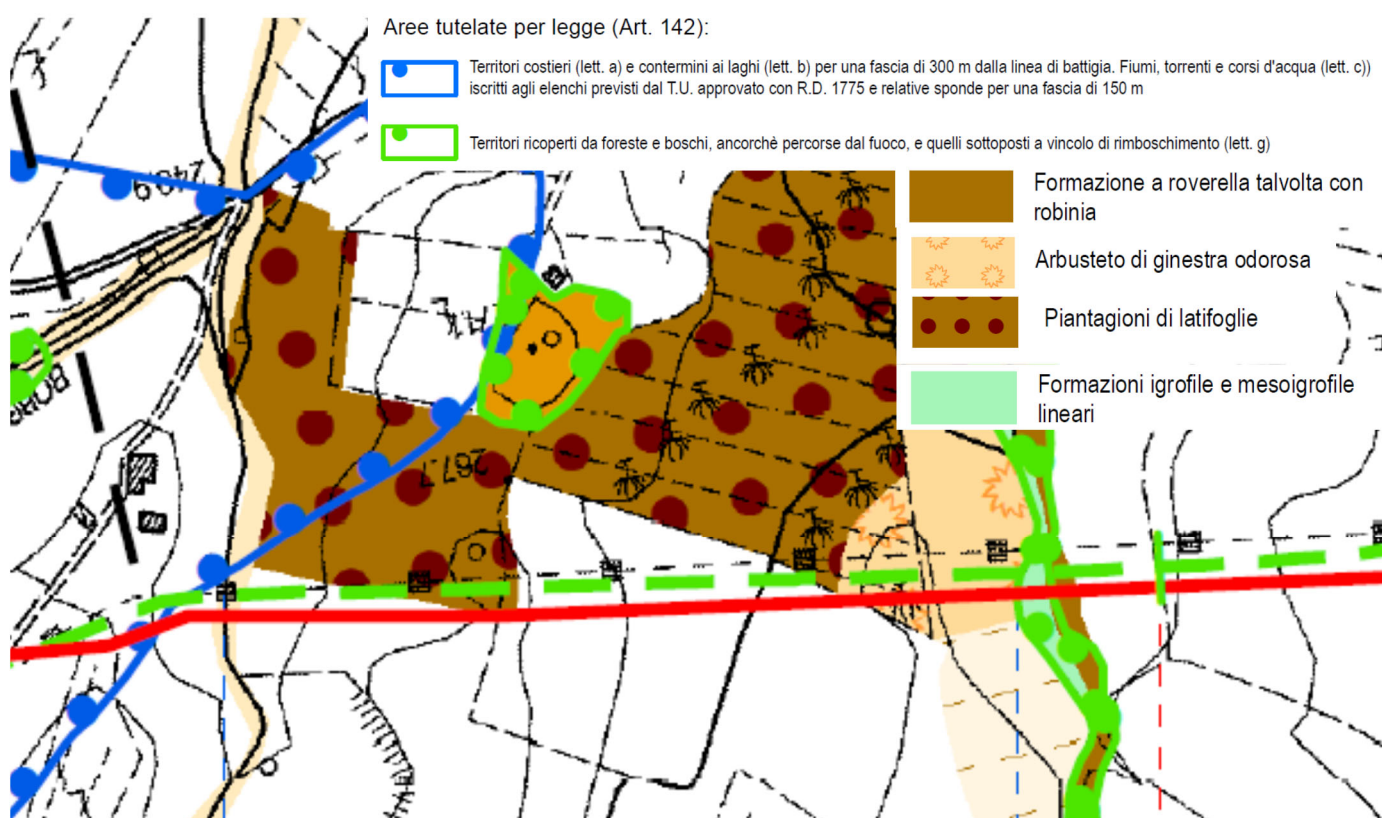 Aree tutelate per legge (Art. 142):
Territori costieri (lett. a) e contermini ai laghi (lett. b) per una fascia di 300 m dalla linea di battigia. Fiumi, torrenti e corsi d'acqua (lett. c))
iscritti agli elenchi previsti dal T.U. approvato con R.D. 1775 e relative sponde per una fascia di 150 m
Territori ricoperti da foreste e boschi, ancorchè percorse dal fuoco, e quelli sottoposti a vincolo di rimboschimento (lett. g)
Formazione a roverella talvolta con
robinia
Arbusteto di ginestra odorosa
Piantagioni di latifoglie
Formazioni igrofile e mesoigrofile
lineari
240.9
267.7